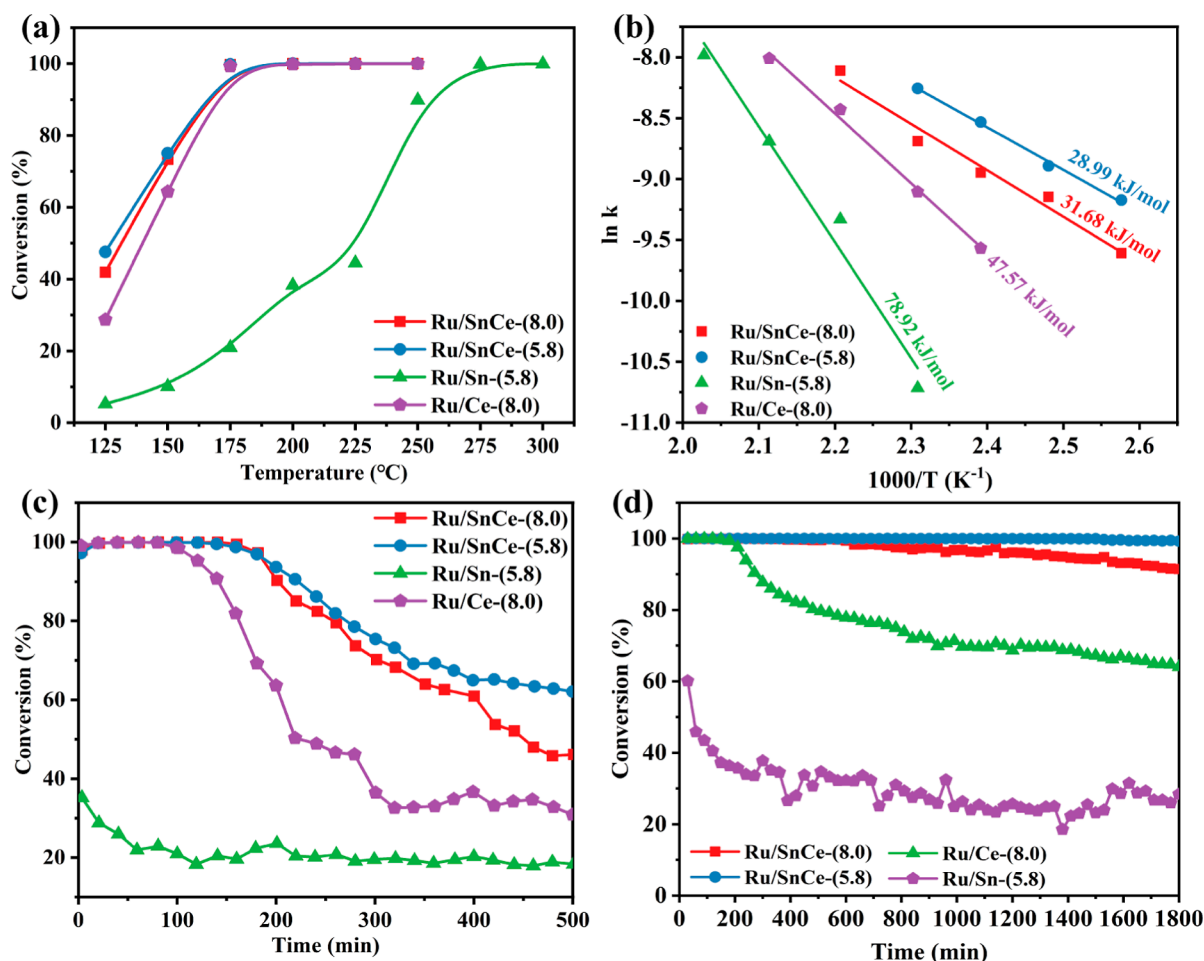 (a)
100
80
60
40
20
0
Conversion (%)
125 150 175 200 225 250 275 300
Temperature (°C)
Ru/SnCe-(8.0)
Ru/SnCe-(5.8)
Ru/Sn-(5.8)
Ru/Ce-(8.0)
(b)
-8.0
-8.5
-9.0
-9.5
-10.0
-10.5
-11.0
ln k
2.0 2.1 2.2 2.3 2.4 2.5 2.6
1000/T (K⁻¹)
28.99 kJ/mol
31.68 kJ/mol
47.57 kJ/mol
78.92 kJ/mol
Ru/SnCe-(8.0)
Ru/SnCe-(5.8)
Ru/Sn-(5.8)
Ru/Ce-(8.0)
(c)
100
80
60
40
20
Conversion (%)
0 100 200 300 400 500
Time (min)
Ru/SnCe-(8.0)
Ru/SnCe-(5.8)
Ru/Sn-(5.8)
Ru/Ce-(8.0)
(d)
100
80
60
40
20
0
Conversion (%)
0 200 400 600 800 1000 1200 1400 1600 1800
Time (min)
Ru/SnCe-(8.0) Ru/Ce-(8.0)
Ru/SnCe-(5.8) Ru/Sn-(5.8)